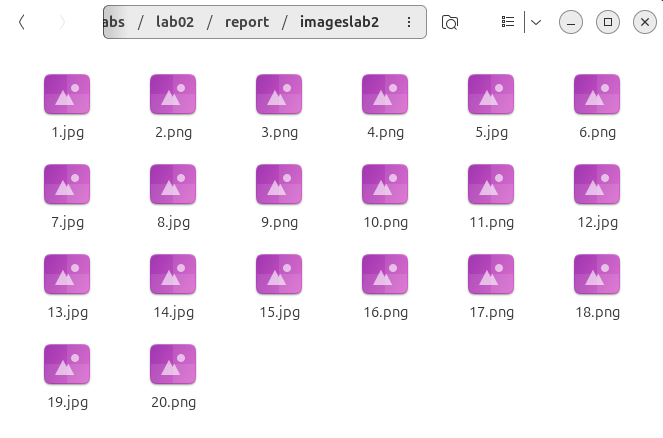 abs / lab02 / report / imageslab2
1.jpg 2.png 3.png 4.png 5.jpg 6.png
7.jpg 8.jpg 9.png 10.png 11.png 12.jpg
13.jpg 14.jpg 15.jpg 16.png 17.png 18.png
19.jpg 20.png